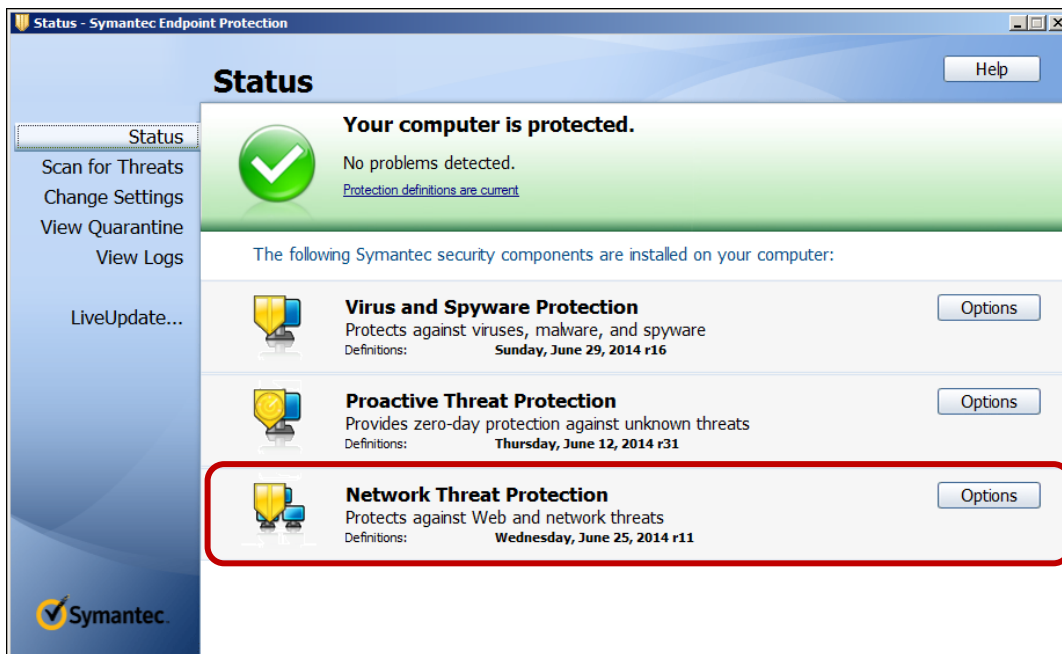 Status - Symantec Endpoint Protection
Status
Help
Status
Scan for Threats
Change Settings
View Quarantine
View Logs
LiveUpdate...
Your computer is protected.
No problems detected.
Protection definitions are current
The following Symantec security components are installed on your computer:
Virus and Spyware Protection
Options
Protects against viruses, malware, and spyware
Definitions: Sunday, June 29, 2014 r16
Proactive Threat Protection
Options
Provides zero-day protection against unknown threats
Definitions: Thursday, June 12, 2014 r31
Network Threat Protection
Options
Protects against Web and network threats
Definitions: Wednesday, June 25, 2014 r11
Symantec.